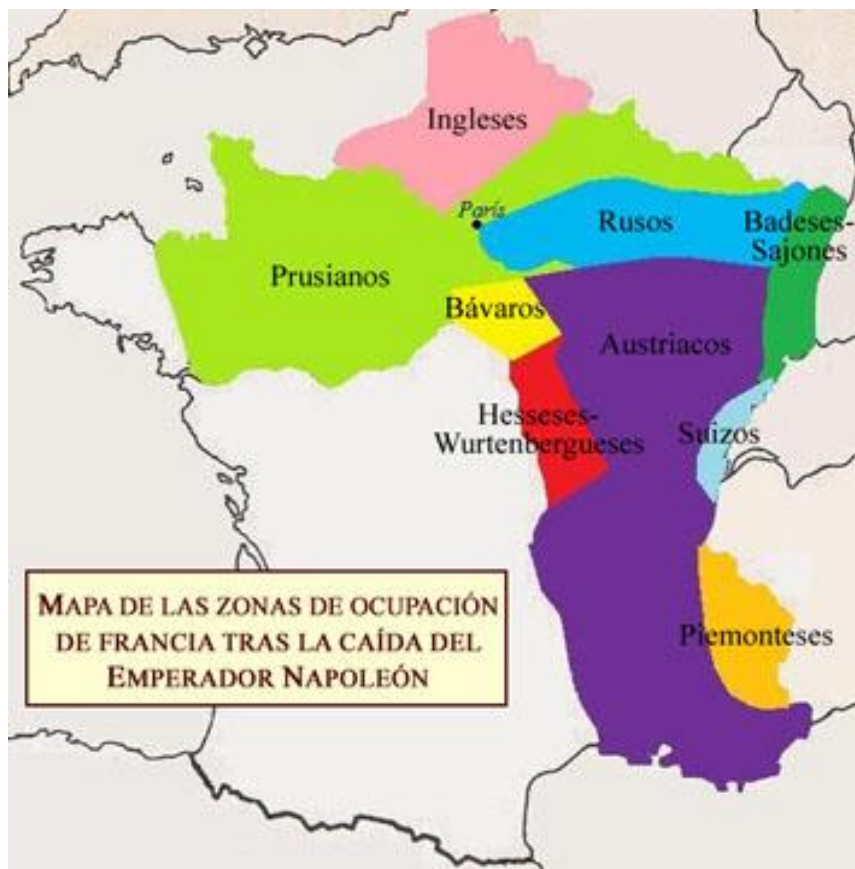 Ingleses
París
Rusos
Badeses-
Sajones
Prusianos
Bávaros
Austriacos
Hesseses-
Wurtenbergueses
Suizos
Piemonteses
MAPA DE LAS ZONAS DE OCUPACIÓN
DE FRANCIA TRAS LA CAÍDA DEL
EMPERADOR NAPOLEÓN